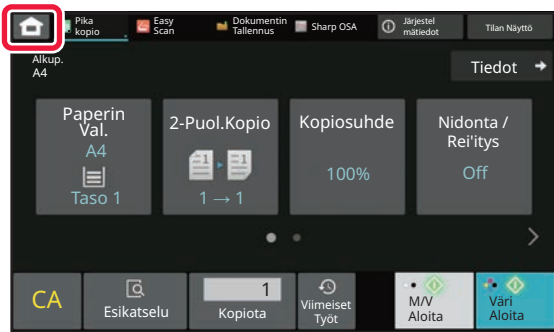 Pika
kopio
Easy
Scan
Dokumentin
Tallennus
Sharp OSA
Järjestel
mätiedot
Tilan Näyttö
Alkup.
A4
Tiedot
Paperin
Val.
A4
Taso 1
2-Puol.Kopio
1
1
1 → 1
Kopiosuhde
100%
Nidonta /
Rei'itys
Off
CA
Esikatselu
1
Kopiota
Viimeiset
Työt
M/V
Aloita
Väri
Aloita